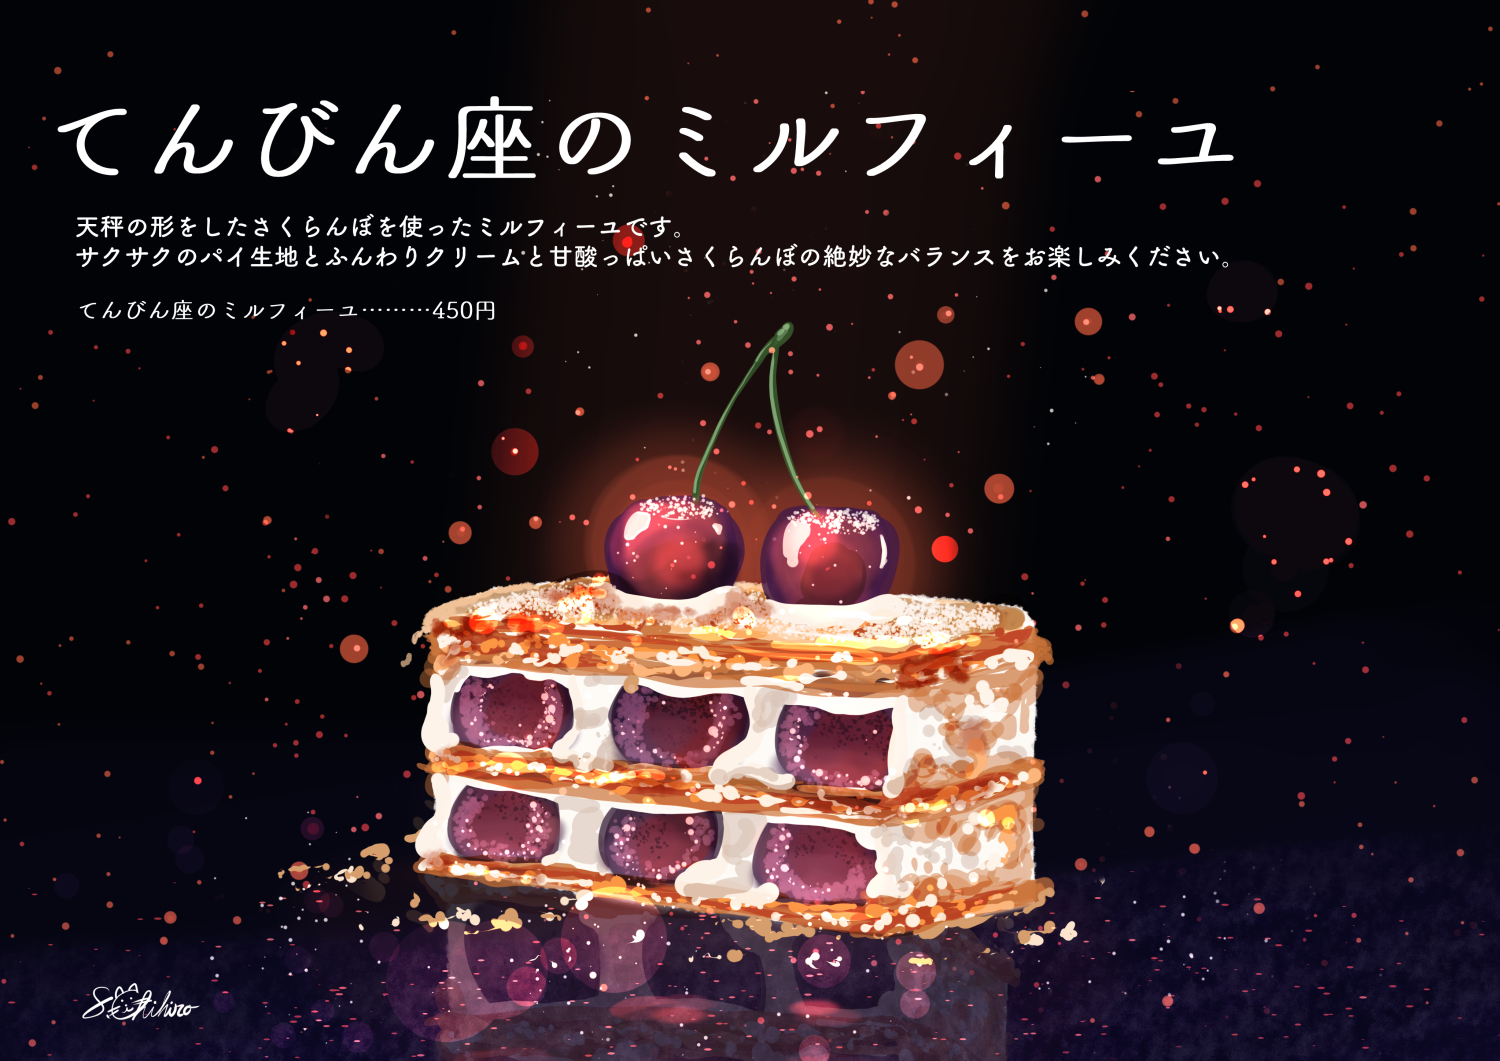 てんびん座のミルフィーユ
天秤の形をしたさくらんぼを使ったミルフィーユです。
サクサクのパイ生地とふんわりクリームと甘酸っぱいさくらんぼの絶妙なバランスをお楽しみください。
てんびん座のミルフィーユ………450円